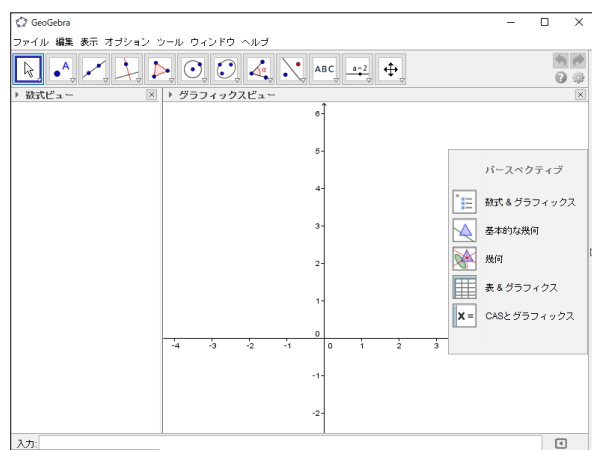 GeoGebra
ファイル 編集 表示 オプション ツール ウィンドウ ヘルプ
A α ABC a=2
数式ビュー グラフィックスビュー
6
5
4
3
2
1
0
-4 -3 -2 -1 0 1 2 3
-1
-2
パースペクティブ
数式 & グラフィックス
基本的な幾何
幾何
表 & グラフィクス
X = CASとグラフィックス
入力: